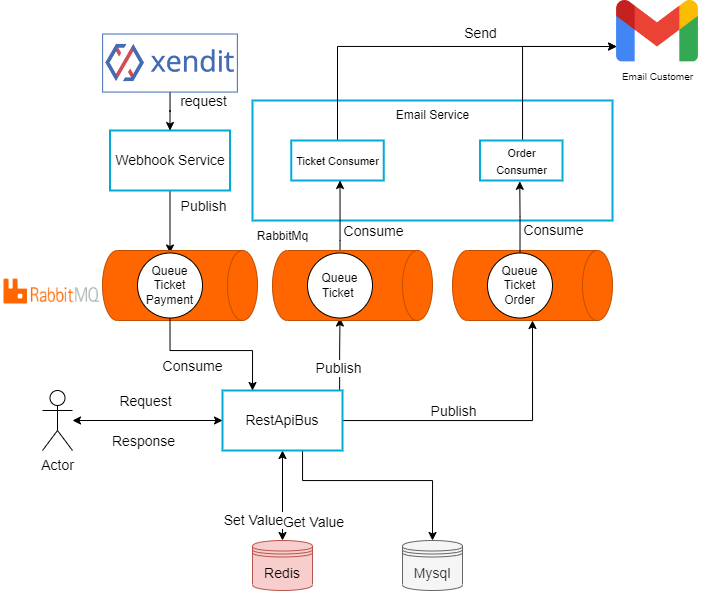 Send
Email Customer
xendit
request
Email Service
Webhook Service
Ticket Consumer
Order
Consumer
Publish
RabbitMq
Consume
Consume
RabbitMQ
Queue
Ticket
Payment
Queue
Ticket
Queue
Ticket
Order
Consume
Publish
Request
Publish
RestApiBus
Response
Actor
Set Value
Get Value
Redis
Mysql